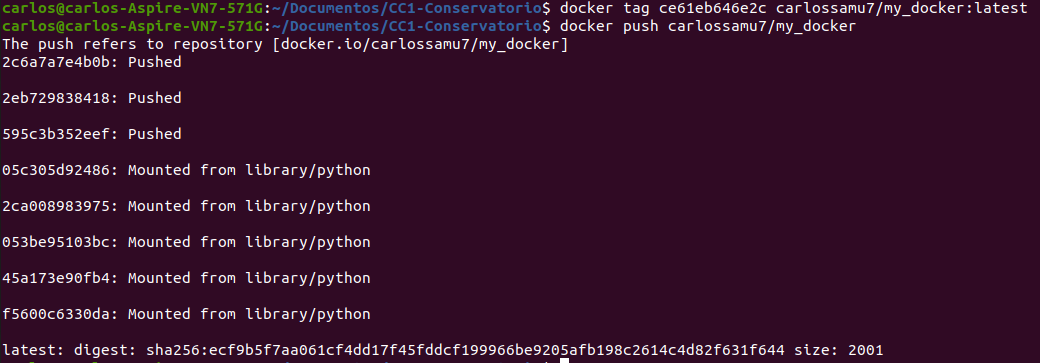 carlos@carlos-Aspire-VN7-571G:~/Documentos/CC1-Conservatorio$ docker tag ce61eb646e2c carlossamu7/my_docker:latest
carlos@carlos-Aspire-VN7-571G:~/Documentos/CC1-Conservatorio$ docker push carlossamu7/my_docker
The push refers to repository [docker.io/carlossamu7/my_docker]
2c6a7a7e4b0b: Pushed
2eb729838418: Pushed
595c3b352eef: Pushed
05c305d92486: Mounted from library/python
2ca008983975: Mounted from library/python
053be95103bc: Mounted from library/python
45a173e90fb4: Mounted from library/python
f5600c6330da: Mounted from library/python
latest: digest: sha256:ecf9b5f7aa061cf4dd17f45fddcf199966be9205afb198c2614c4d82f631f644 size: 2001